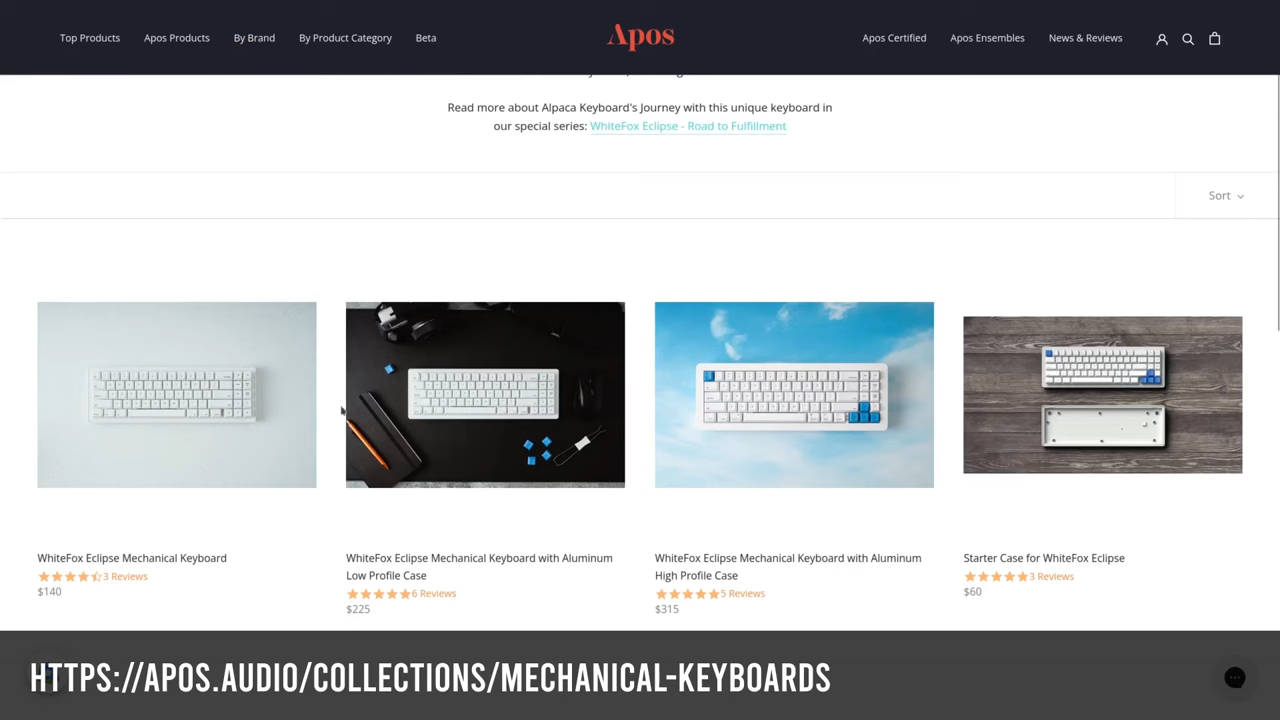 Top Products Apos Products By Brand By Product Category Beta Apos Apos Certified Apos Ensembles News & Reviews
Read more about Alpaca Keyboard's Journey with this unique keyboard in
our special series: WhiteFox Eclipse - Road to Fulfillment
Sort
WhiteFox Eclipse Mechanical Keyboard
3 Reviews
$140
WhiteFox Eclipse Mechanical Keyboard with Aluminum
Low Profile Case
6 Reviews
$225
WhiteFox Eclipse Mechanical Keyboard with Aluminum
High Profile Case
5 Reviews
$315
Starter Case for WhiteFox Eclipse
3 Reviews
$60
HTTPS://APOS.AUDIO/COLLECTIONS/MECHANICAL-KEYBOARDS